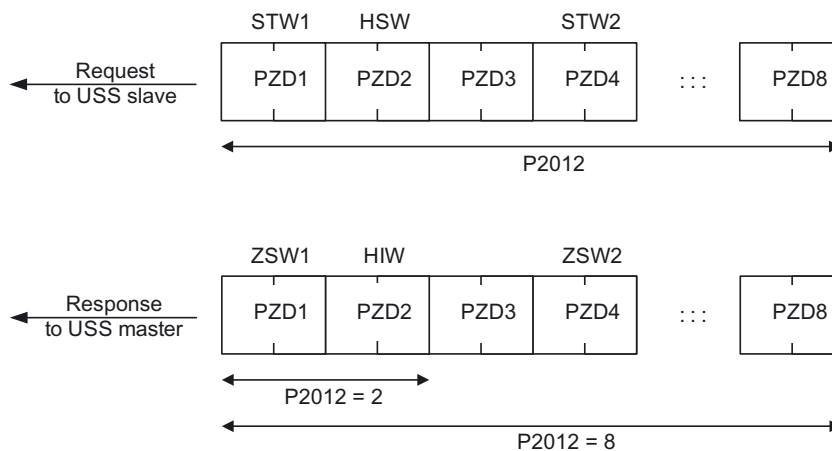 STW1 HSW STW2
Request
to USS slave
PZD1 PZD2 PZD3 PZD4 : : : PZD8
P2012
ZSW1 HIW ZSW2
Response
to USS master
PZD1 PZD2 PZD3 PZD4 : : : PZD8
P2012 = 2
P2012 = 8